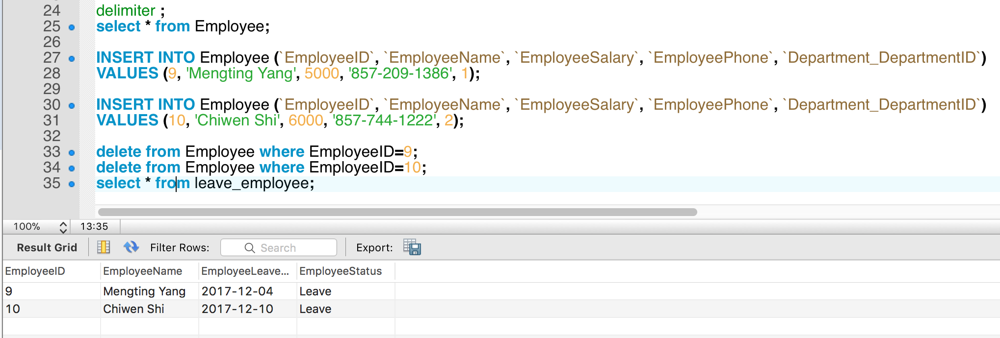 24 delimiter ;
25 select * from Employee;
26
27 INSERT INTO Employee (`EmployeeID`, `EmployeeName`, `EmployeeSalary`, `EmployeePhone`, `Department_DepartmentID`)
28 VALUES (9, 'Mengting Yang', 5000, '857-209-1386', 1);
29
30 INSERT INTO Employee (`EmployeeID`, `EmployeeName`, `EmployeeSalary`, `EmployeePhone`, `Department_DepartmentID`)
31 VALUES (10, 'Chiwen Shi', 6000, '857-744-1222', 2);
32
33 delete from Employee where EmployeeID=9;
34 delete from Employee where EmployeeID=10;
35 select * from leave_employee;
100% 13:35
Result Grid Filter Rows: Search Export:
EmployeeID EmployeeName EmployeeLeave... EmployeeStatus
9 Mengting Yang 2017-12-04 Leave
10 Chiwen Shi 2017-12-10 Leave